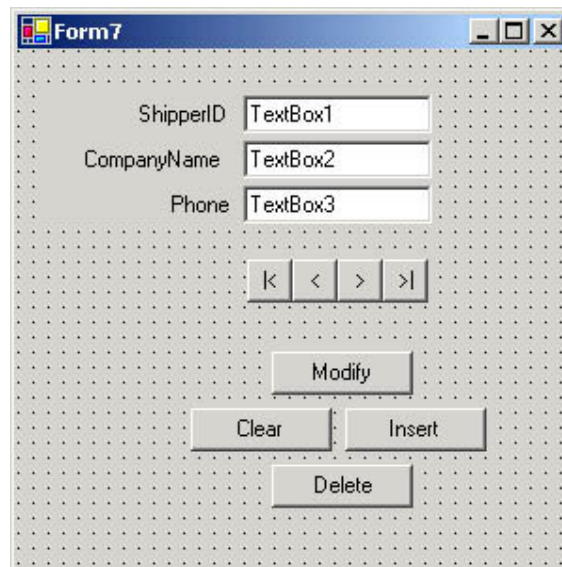 Form7
ShipperID TextBox1
CompanyName TextBox2
Phone TextBox3
|< < > >|
Modify
Clear Insert
Delete